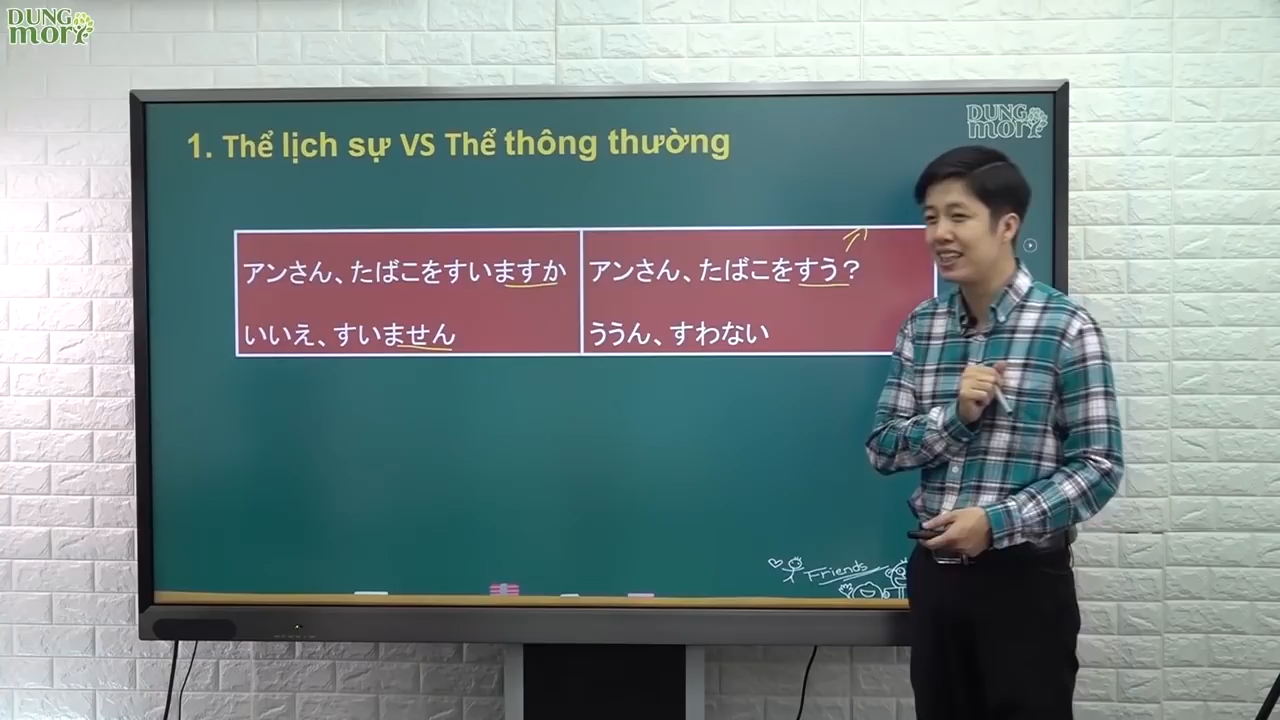 DUNG
mori
DUNG
mori
1. Thể lịch sự VS Thể thông thường
アンさん、たばこをすいますか
いいえ、すいません
アンさん、たばこをすう？
ううん、すわない
Friends